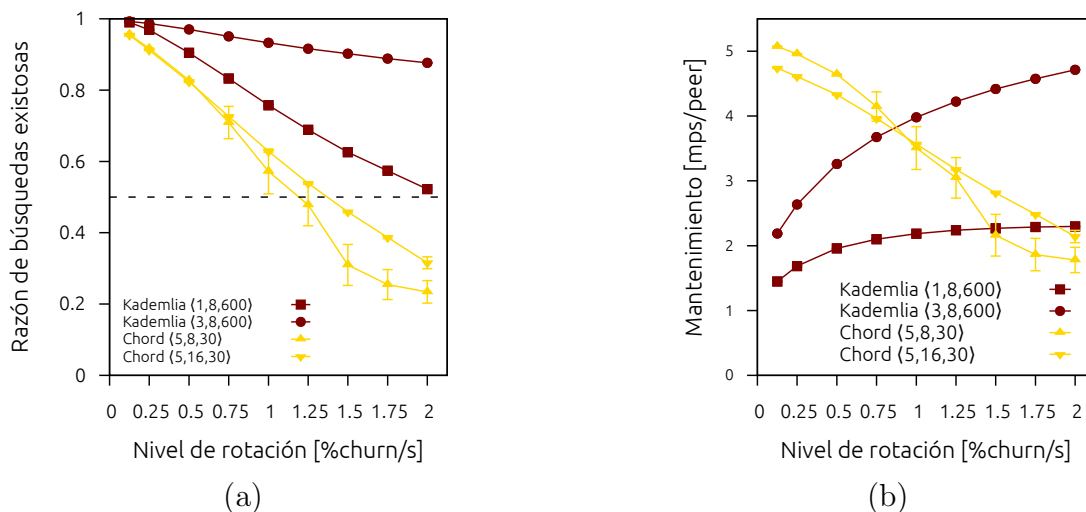 Razón de búsquedas existosas
1
0.8
0.6
0.4
0.2
0
Kademlia ⟨1,8,600⟩
Kademlia ⟨3,8,600⟩
Chord ⟨5,8,30⟩
Chord ⟨5,16,30⟩
0 0.25 0.5 0.75 1 1.25 1.5 1.75 2
Nivel de rotación [%churn/s]
(a)
Mantenimiento [mps/peer]
5
4
3
2
1
0
Kademlia ⟨1,8,600⟩
Kademlia ⟨3,8,600⟩
Chord ⟨5,8,30⟩
Chord ⟨5,16,30⟩
0 0.25 0.5 0.75 1 1.25 1.5 1.75 2
Nivel de rotación [%churn/s]
(b)